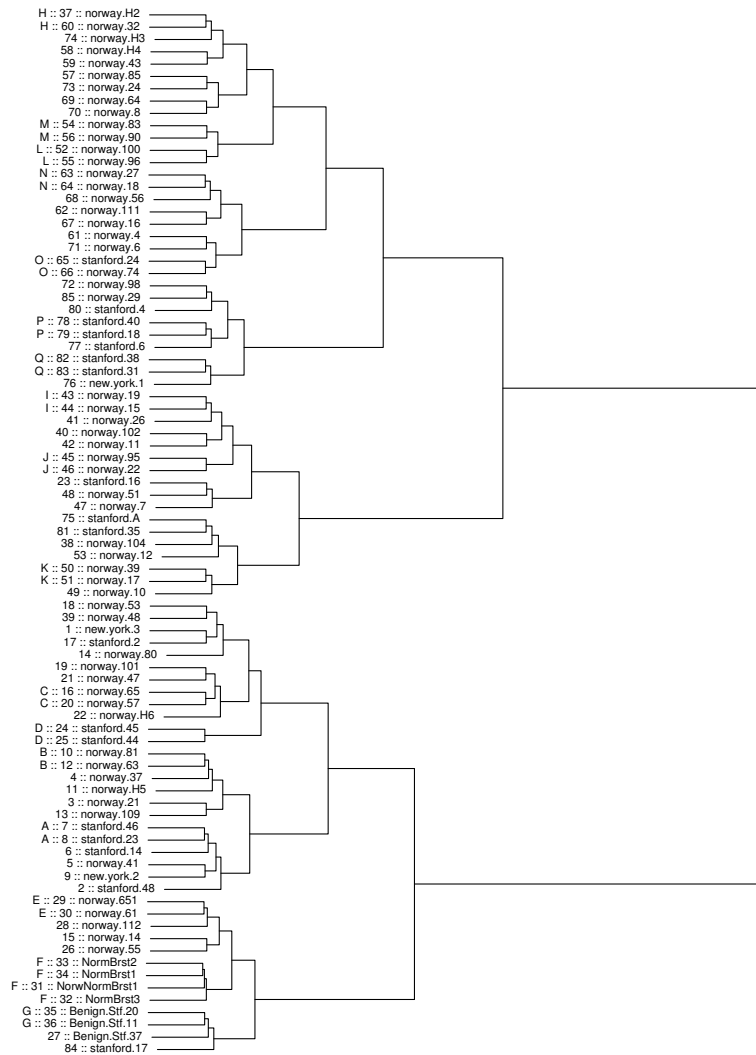 H :: 37 :: norway.H2
H :: 60 :: norway.32
74 :: norway.H3
58 :: norway.H4
59 :: norway.43
57 :: norway.85
73 :: norway.24
69 :: norway.64
70 :: norway.8
M :: 54 :: norway.83
M :: 56 :: norway.90
L :: 52 :: norway.100
L :: 55 :: norway.96
N :: 63 :: norway.27
N :: 64 :: norway.18
68 :: norway.56
62 :: norway.111
67 :: norway.16
61 :: norway.4
71 :: norway.6
O :: 65 :: stanford.24
O :: 66 :: norway.74
72 :: norway.98
85 :: norway.29
80 :: stanford.4
P :: 78 :: stanford.40
P :: 79 :: stanford.18
77 :: stanford.6
Q :: 82 :: stanford.38
Q :: 83 :: stanford.31
76 :: new.york.1
I :: 43 :: norway.19
I :: 44 :: norway.15
41 :: norway.26
40 :: norway.102
42 :: norway.11
J :: 45 :: norway.95
J :: 46 :: norway.22
23 :: stanford.16
48 :: norway.51
47 :: norway.7
75 :: stanford.A
81 :: stanford.35
38 :: norway.104
53 :: norway.12
K :: 50 :: norway.39
K :: 51 :: norway.17
49 :: norway.10
18 :: norway.53
39 :: norway.48
1 :: new.york.3
17 :: stanford.2
14 :: norway.80
19 :: norway.101
21 :: norway.47
C :: 16 :: norway.65
C :: 20 :: norway.57
22 :: norway.H6
D :: 24 :: stanford.45
D :: 25 :: stanford.44
B :: 10 :: norway.81
B :: 12 :: norway.63
4 :: norway.37
11 :: norway.H5
3 :: norway.21
13 :: norway.109
A :: 7 :: stanford.46
A :: 8 :: stanford.23
6 :: stanford.14
5 :: norway.41
9 :: new.york.2
2 :: stanford.48
E :: 29 :: norway.651
E :: 30 :: norway.61
28 :: norway.112
15 :: norway.14
26 :: norway.55
F :: 33 :: NormBrst2
F :: 34 :: NormBrst1
F :: 31 :: NorwNormBrst1
F :: 32 :: NormBrst3
G :: 35 :: Benign.Stf.20
G :: 36 :: Benign.Stf.11
27 :: Benign.Stf.37
84 :: stanford.17